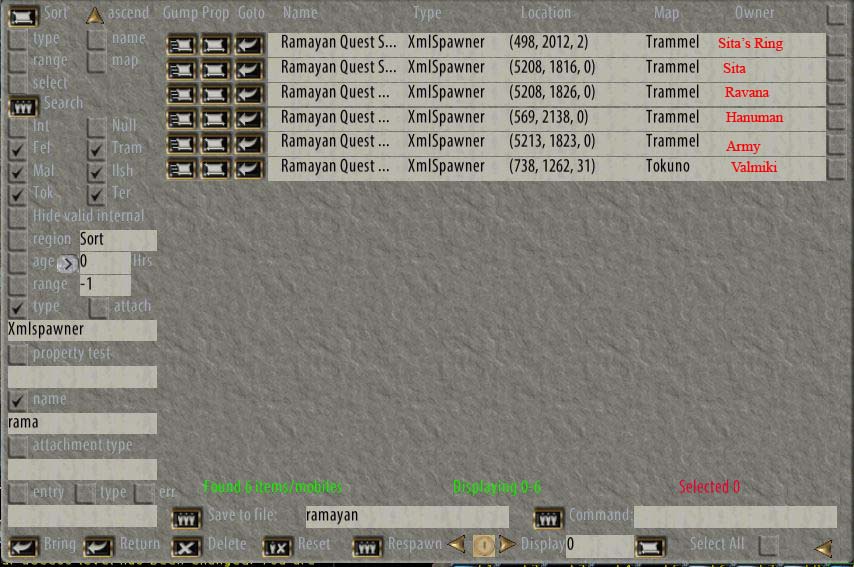 Sort ascend Gump Prop Goto Name Type Location Map Owner
type name
range map
select
Ramayan Quest S... XmlSpawner (498, 2012, 2) Trammel Sita's Ring
Ramayan Quest S... XmlSpawner (5208, 1816, 0) Trammel Sita
Ramayan Quest ... XmlSpawner (5208, 1826, 0) Trammel Ravana
Ramayan Quest ... XmlSpawner (569, 2138, 0) Trammel Hanuman
Ramayan Quest ... XmlSpawner (5213, 1823, 0) Trammel Army
Ramayan Quest ... XmlSpawner (738, 1262, 31) Tokuno Valmiki
Search
Int Null
Fel Tram
Mal Ilsh
Tok Ter
Hide valid internal
region Sort
age > 0 Hrs
range -1
type attach
Xmlspawner
property test
name
rama
attachment type
entry type err
Found 6 items/mobiles Displaying 0-6 Selected 0
Save to file: ramayan Command:
Bring Return Delete Reset Respawn Display 0 Select All